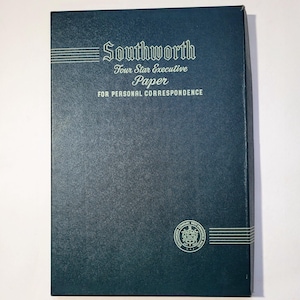 Southworth
Four Star Executive
Paper
FOR PERSONAL CORRESPONDENCE